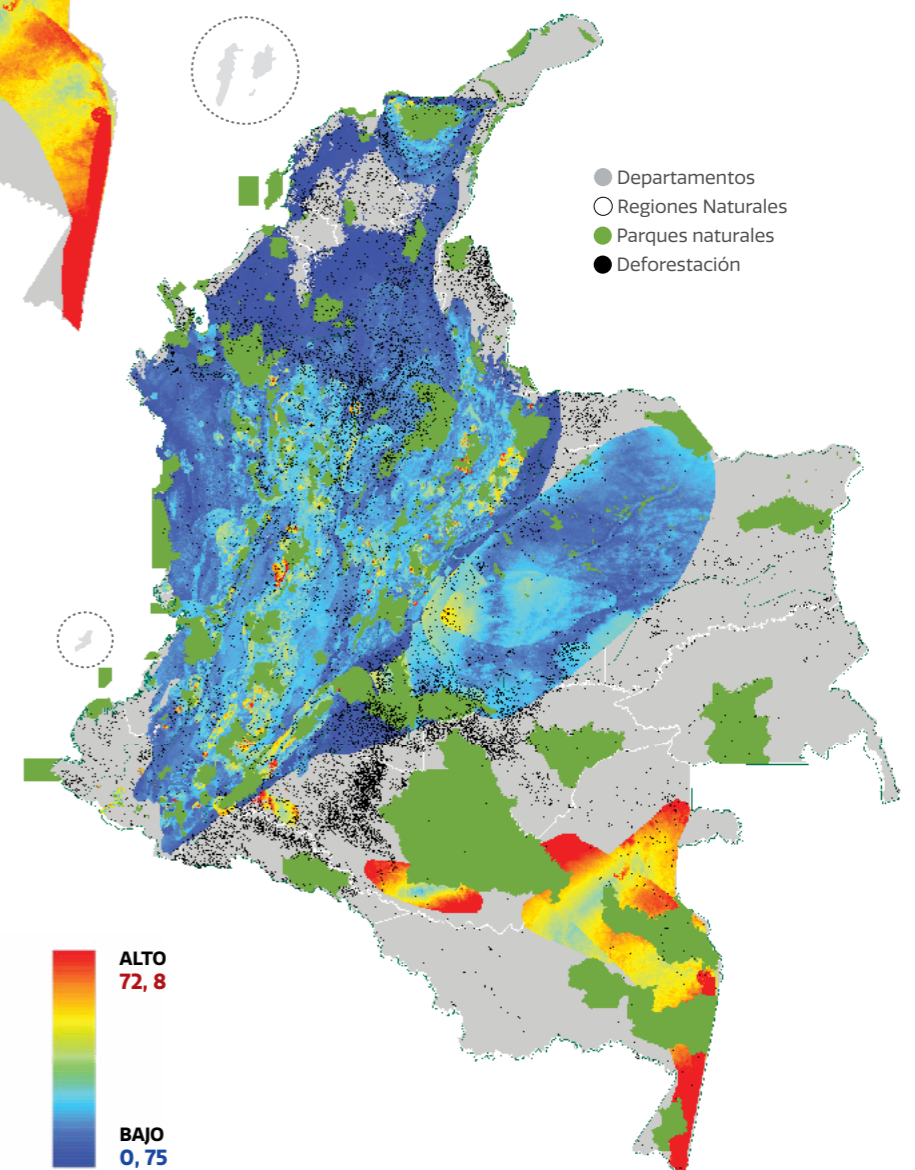 Departamentos
Regiones Naturales
Parques naturales
Deforestación
ALTO
72, 8
BAJO
0, 75